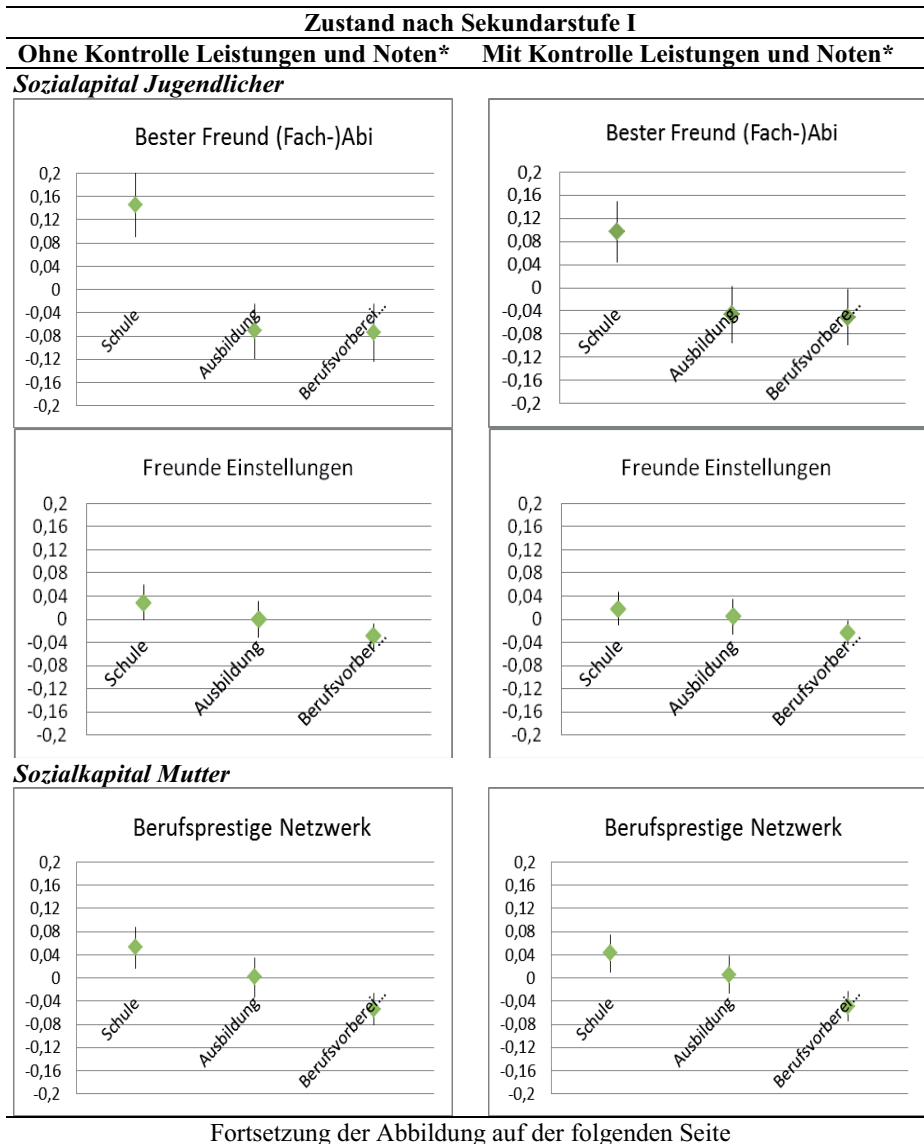 Zustand nach Sekundarstufe I
Ohne Kontrolle Leistungen und Noten* Mit Kontrolle Leistungen und Noten*
Sozialapital Jugendlicher
Bester Freund (Fach-)Abi
0,2
0,16
0,12
0,08
0,04
0
-0,04
-0,08
-0,12
-0,16
-0,2
Schule
Ausbildung
Berufsvorberei...
Bester Freund (Fach-)Abi
0,2
0,16
0,12
0,08
0,04
0
-0,04
-0,08
-0,12
-0,16
-0,2
Schule
Ausbildung
Berufsvorbere...
Freunde Einstellungen
0,2
0,16
0,12
0,08
0,04
0
-0,04
-0,08
-0,12
-0,16
-0,2
Schule
Ausbildung
Berufsvorber...
Freunde Einstellungen
0,2
0,16
0,12
0,08
0,04
0
-0,04
-0,08
-0,12
-0,16
-0,2
Schule
Ausbildung
Berufsvorber...
Sozialkapital Mutter
Berufsprestige Netzwerk
0,2
0,16
0,12
0,08
0,04
0
-0,04
-0,08
-0,12
-0,16
-0,2
Schule
Ausbildung
Berufsvorberei...
Berufsprestige Netzwerk
0,2
0,16
0,12
0,08
0,04
0
-0,04
-0,08
-0,12
-0,16
-0,2
Schule
Ausbildung
Berufsvorberei...
Fortsetzung der Abbildung auf der folgenden Seite